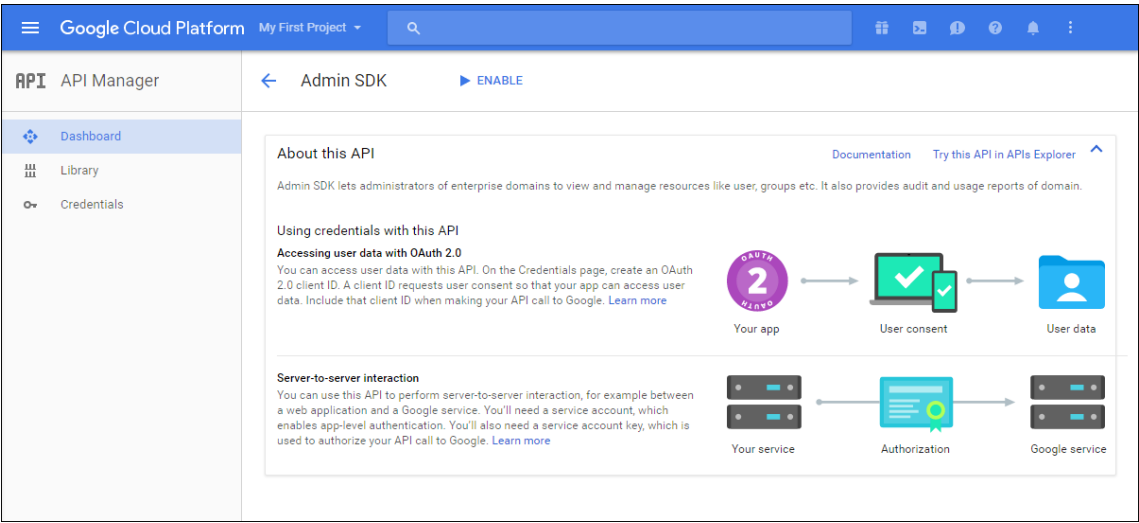 Google Cloud Platform My First Project
API API Manager
Admin SDK
ENABLE
Dashboard
Library
Credentials
About this API
Documentation
Try this API in APIs Explorer
Admin SDK lets administrators of enterprise domains to view and manage resources like user, groups etc. It also provides audit and usage reports of domain.
Using credentials with this API
Accessing user data with OAuth 2.0
You can access user data with this API. On the Credentials page, create an OAuth
2.0 client ID. A client ID requests user consent so that your app can access user
data. Include that client ID when making your API call to Google. Learn more
OAUTH
2
OAUTH
Your app
User consent
User data
Server-to-server interaction
You can use this API to perform server-to-server interaction, for example between
a web application and a Google service. You'll need a service account, which
enables app-level authentication. You'll also need a service account key, which is
used to authorize your API call to Google. Learn more
Your service
Authorization
Google service